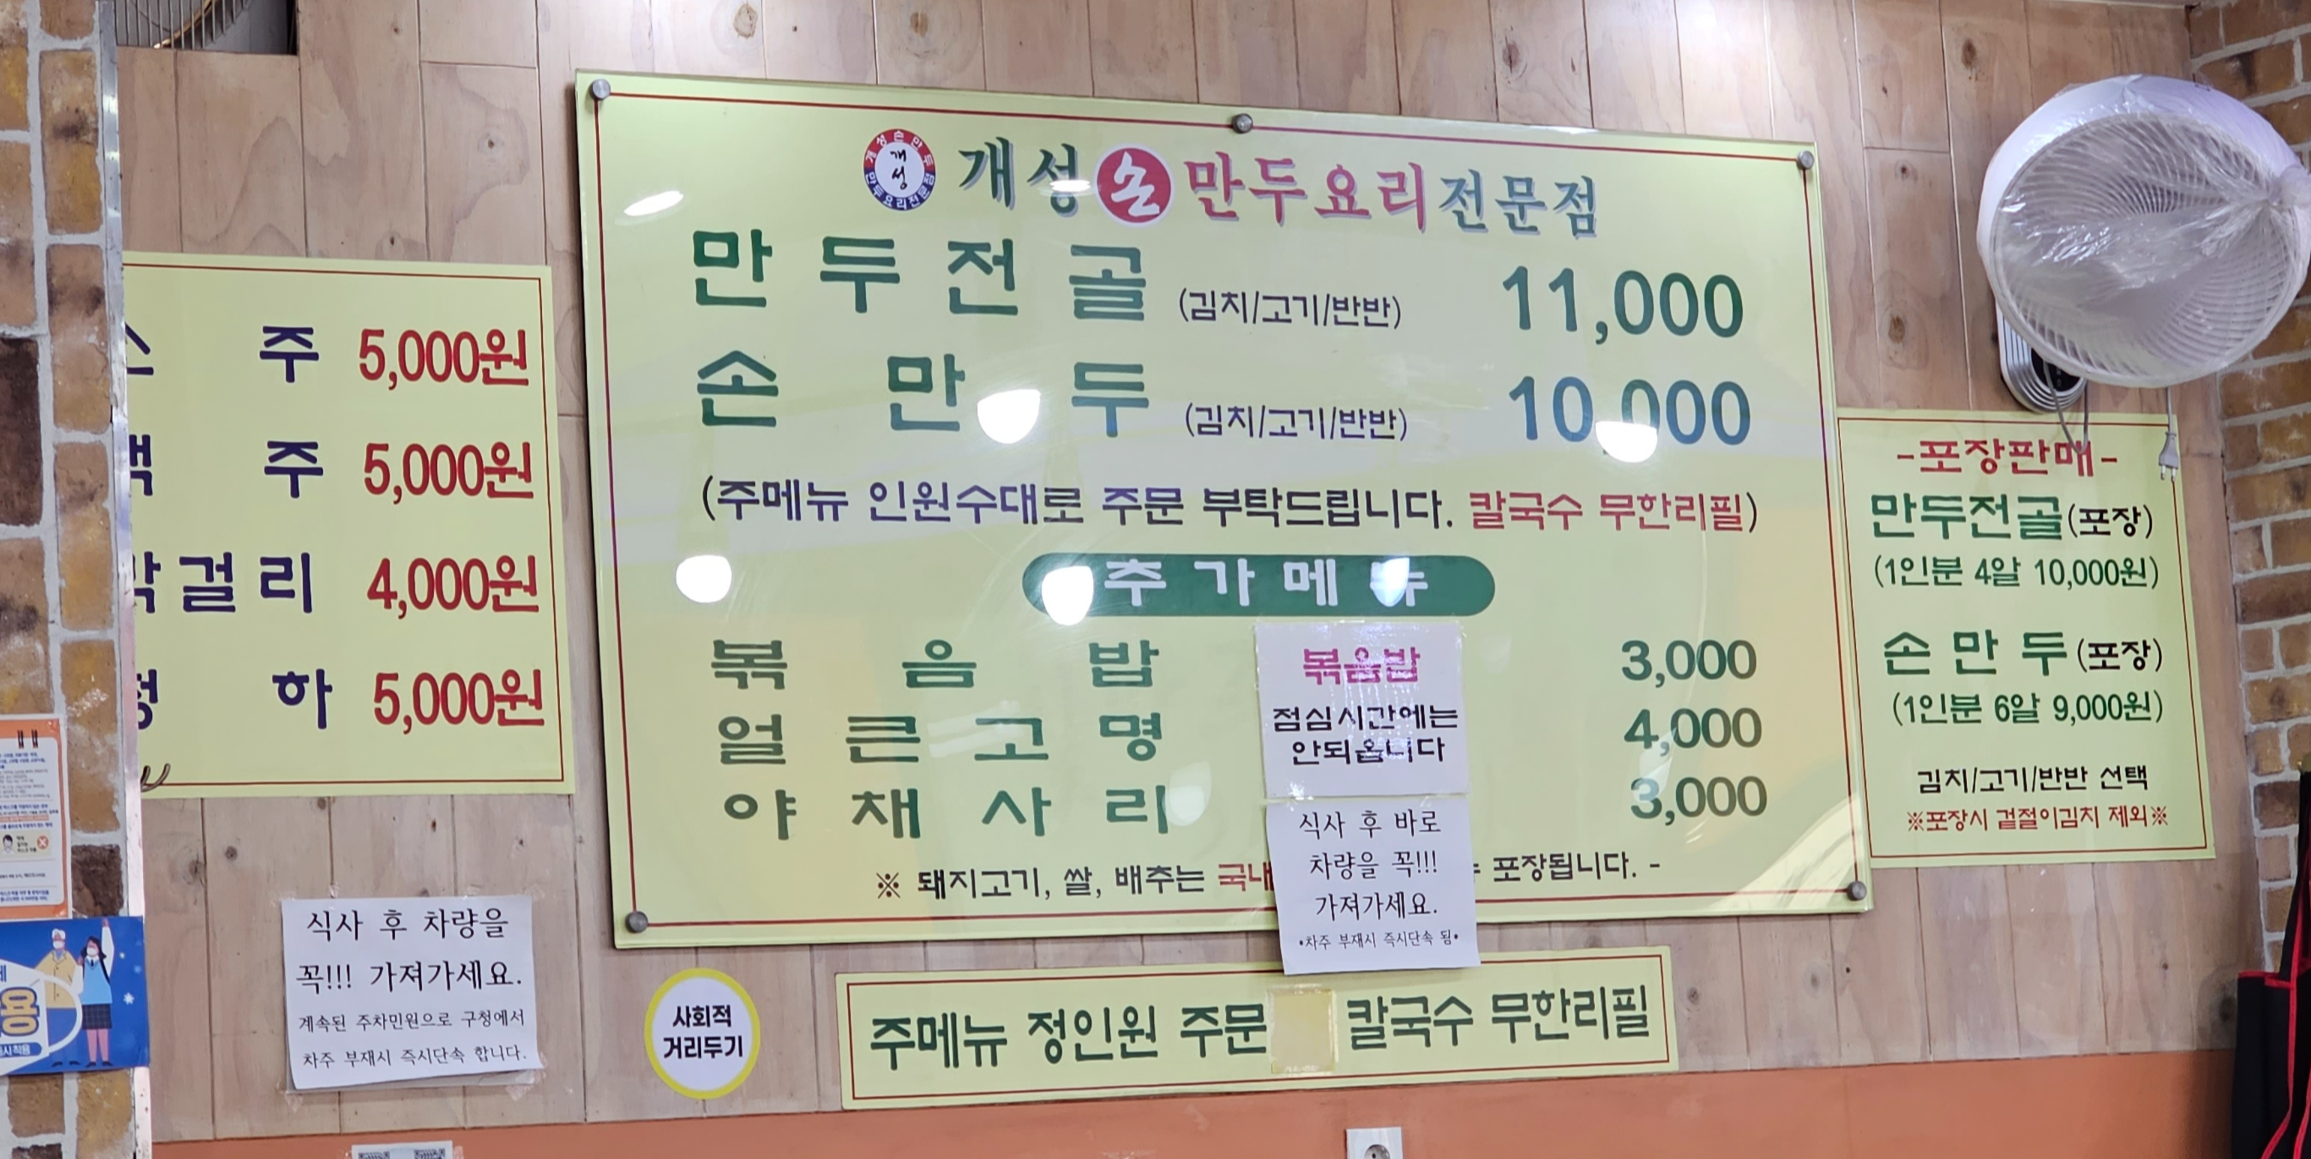 주 5,000원
주 5,000원
걸리 4,000원
하 5,000원
개성손만두
만두요리전문점
개성
개성손만두요리전문점
만두전골 (김치/고기/반반) 11,000
손만두 (김치/고기/반반) 10,000
(주메뉴 인원수대로 주문 부탁드립니다. 칼국수 무한리필)
추가메뉴
볶음밥 3,000
얼큰고명 4,000
야채사리 3,000
※ 돼지고기, 쌀, 배추는 국내 포장됩니다. -
볶음밥
점심시간에는
안되옵니다
식사 후 바로
차량을 꼭!!!
가져가세요.
*차주 부재시 즉시단속 됨*
-포장판매-
만두전골(포장)
(1인분 4알 10,000원)
손만두(포장)
(1인분 6알 9,000원)
김치/고기/반반 선택
※포장시 겉절이김치 제외※
식사 후 차량을
꼭!!! 가져가세요.
계속된 주차민원으로 구청에서
차주 부재시 즉시단속 합니다.
사회적
거리두기
주메뉴 정인원 주문 칼국수 무한리필